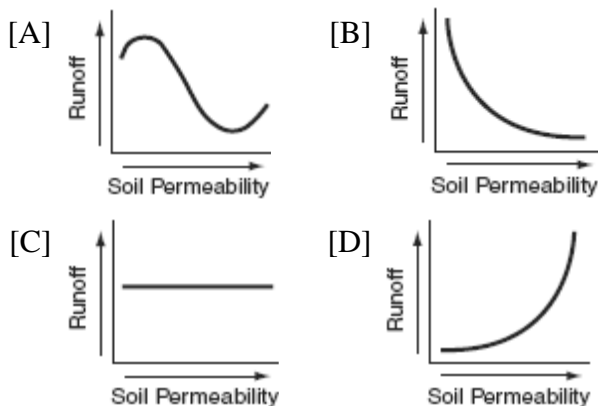 [A]
Runoff
Soil Permeability
[B]
Runoff
Soil Permeability
[C]
Runoff
Soil Permeability
[D]
Runoff
Soil Permeability